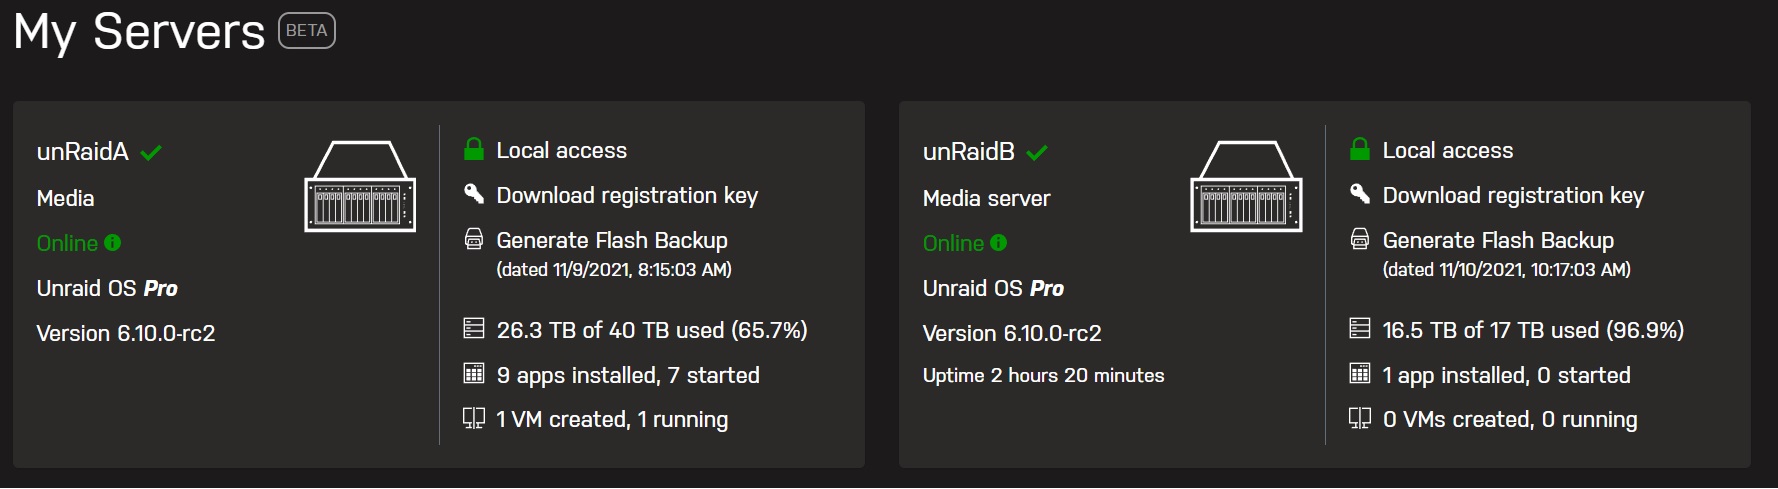 My Servers BETA
unRaidA
Media
Online
Unraid OS Pro
Version 6.10.0-rc2
Local access
Download registration key
Generate Flash Backup
(dated 11/9/2021, 8:15:03 AM)
26.3 TB of 40 TB used (65.7%)
9 apps installed, 7 started
1 VM created, 1 running
unRaidB
Media server
Online
Unraid OS Pro
Version 6.10.0-rc2
Uptime 2 hours 20 minutes
Local access
Download registration key
Generate Flash Backup
(dated 11/10/2021, 10:17:03 AM)
16.5 TB of 17 TB used (96.9%)
1 app installed, 0 started
0 VMs created, 0 running